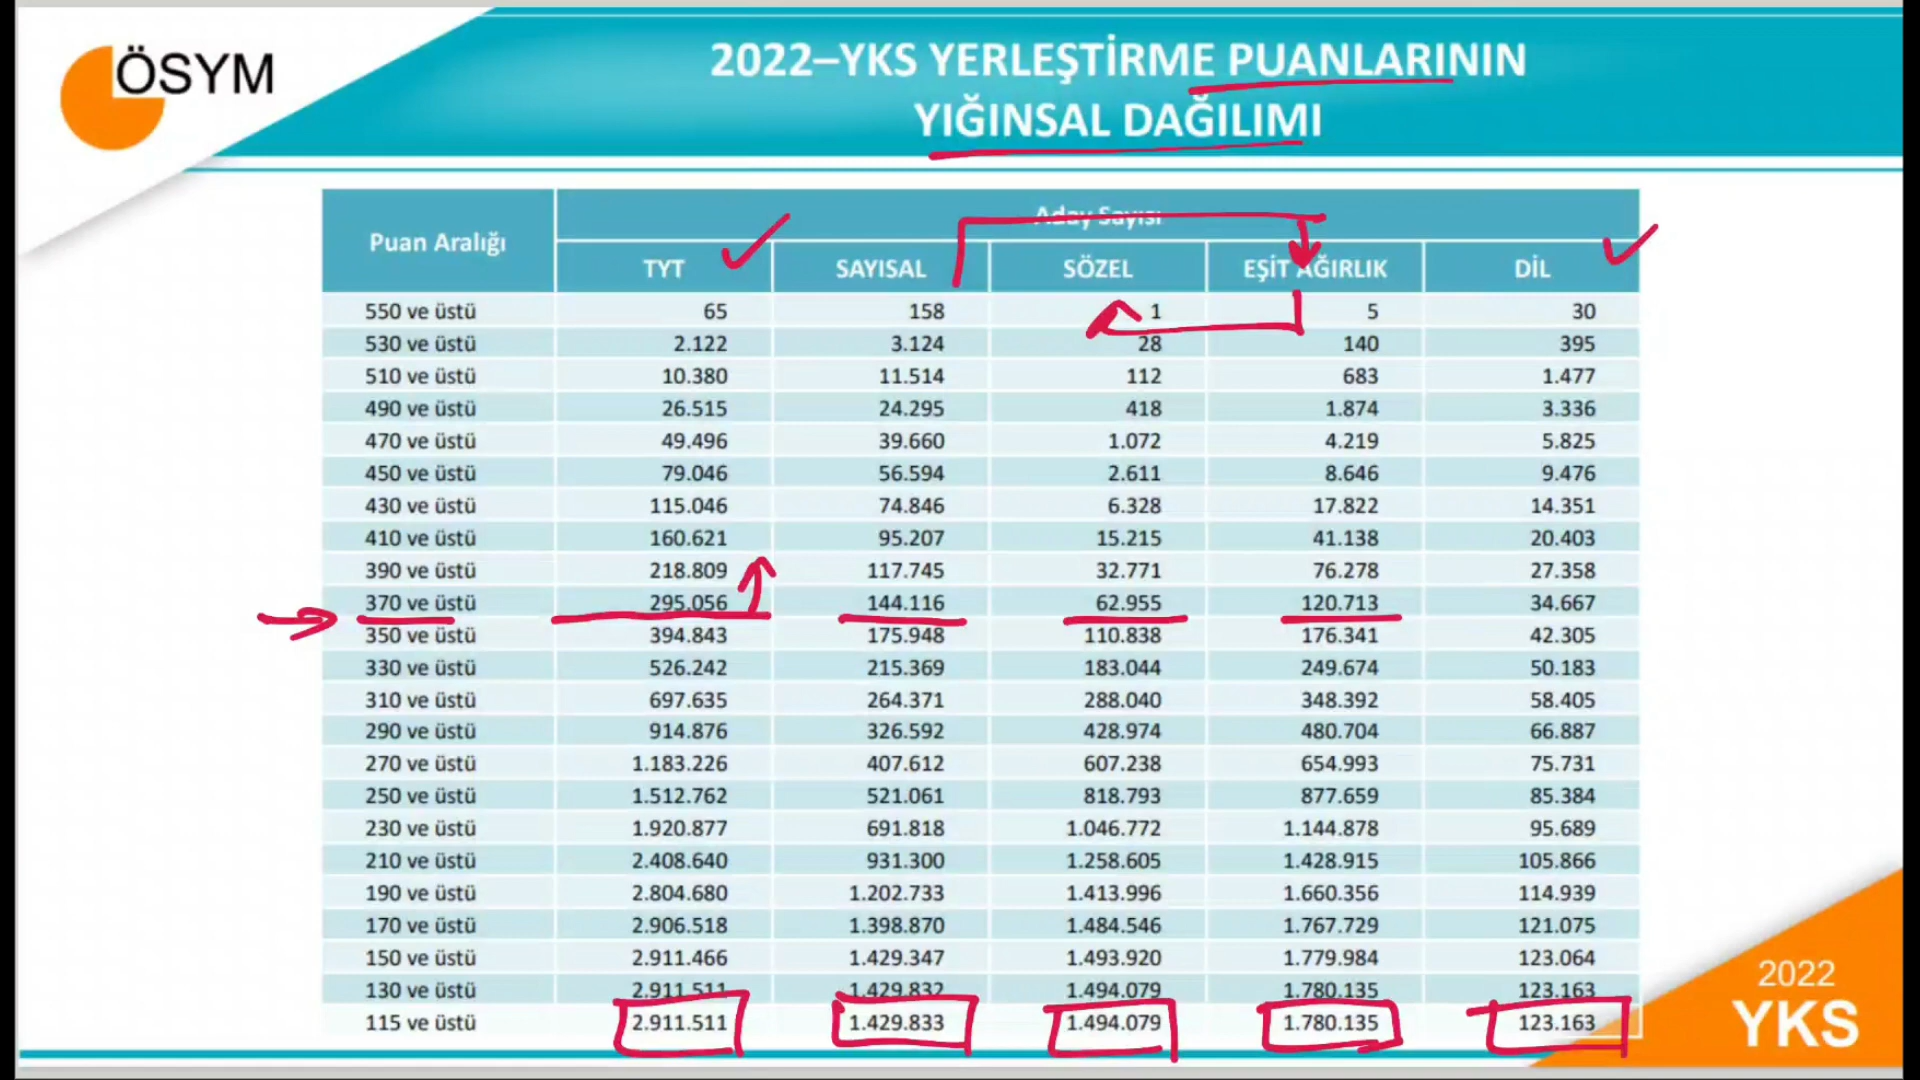 ÖSYM
2022–YKS YERLEŞTİRME PUANLARININ
YIĞINSAL DAĞILIMI
Puan Aralığı Aday Sayısı
TYT SAYISAL SÖZEL EŞİT AĞIRLIK DİL
550 ve üstü 65 158 1 5 30
530 ve üstü 2.122 3.124 28 140 395
510 ve üstü 10.380 11.514 112 683 1.477
490 ve üstü 26.515 24.295 418 1.874 3.336
470 ve üstü 49.496 39.660 1.072 4.219 5.825
450 ve üstü 79.046 56.594 2.611 8.646 9.476
430 ve üstü 115.046 74.846 6.328 17.822 14.351
410 ve üstü 160.621 95.207 15.215 41.138 20.403
390 ve üstü 218.809 117.745 32.771 76.278 27.358
370 ve üstü 295.056 144.116 62.955 120.713 34.667
350 ve üstü 394.843 175.948 110.838 176.341 42.305
330 ve üstü 526.242 215.369 183.044 249.674 50.183
310 ve üstü 697.635 264.371 288.040 348.392 58.405
290 ve üstü 914.876 326.592 428.974 480.704 66.887
270 ve üstü 1.183.226 407.612 607.238 654.993 75.731
250 ve üstü 1.512.762 521.061 818.793 877.659 85.384
230 ve üstü 1.920.877 691.818 1.046.772 1.144.878 95.689
210 ve üstü 2.408.640 931.300 1.258.605 1.428.915 105.866
190 ve üstü 2.804.680 1.202.733 1.413.996 1.660.356 114.939
170 ve üstü 2.906.518 1.398.870 1.484.546 1.767.729 121.075
150 ve üstü 2.911.466 1.429.347 1.493.920 1.779.984 123.064
130 ve üstü 2.911.511 1.429.832 1.494.079 1.780.135 123.163
115 ve üstü 2.911.511 1.429.833 1.494.079 1.780.135 123.163
2022
YKS